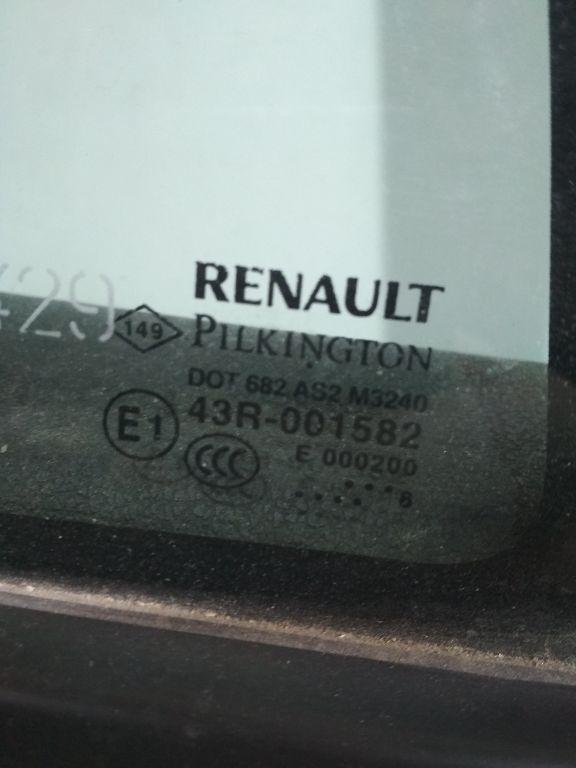 RENAULT
429
149 PILKINGTON
DOT 682 AS2 M3240
E1 43R-001582
CCC E 000200
8